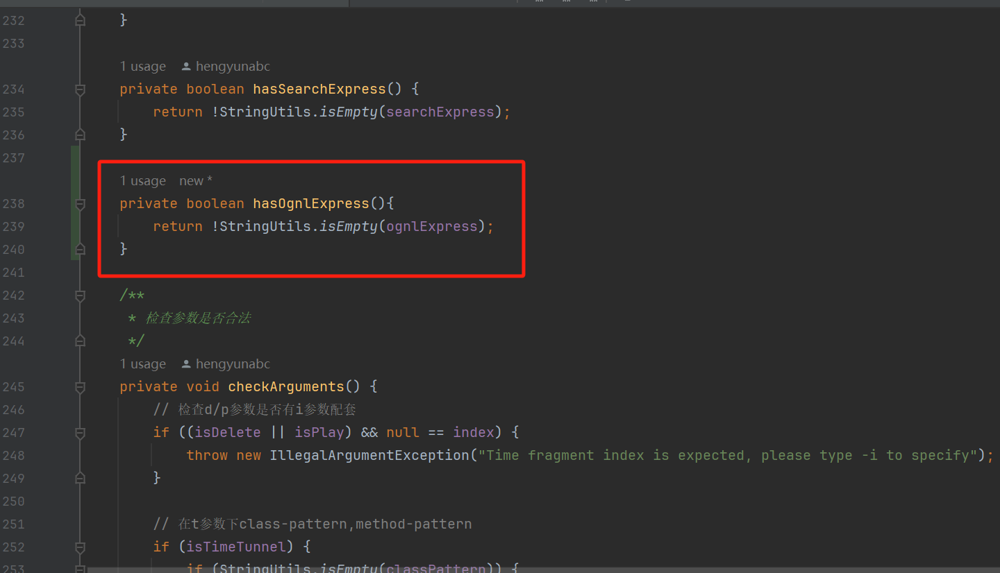 232 }
233
1 usage hengyunabc
234 private boolean hasSearchExpress() {
235 return !StringUtils.isEmpty(searchExpress);
236 }
237
1 usage new *
238 private boolean hasOgnlExpress(){
239 return !StringUtils.isEmpty(ognlExpress);
240 }
241
242 /**
243 * 检查参数是否合法
244 */
1 usage hengyunabc
245 private void checkArguments() {
246 // 检查d/p参数是否有i参数配套
247 if ((isDelete || isPlay) && null == index) {
248 throw new IllegalArgumentException("Time fragment index is expected, please type -i to specify");
249 }
250
251 // 在t参数下class-pattern,method-pattern
252 if (isTimeTunnel) {
253 if (StringUtils.isEmpty(classPattern)) {